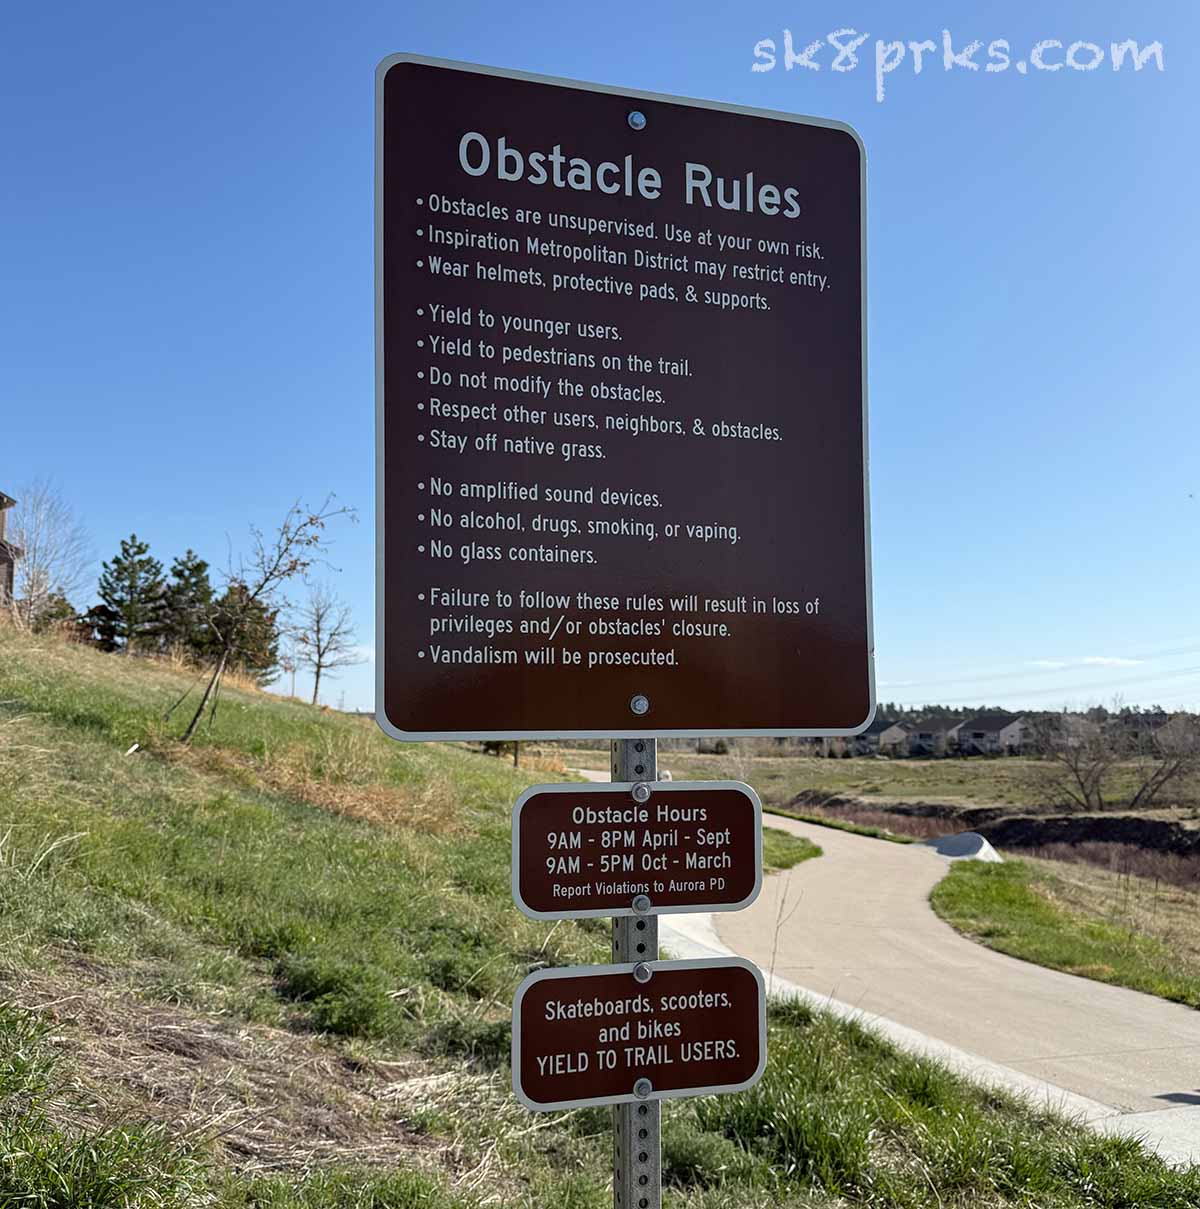 sk8prks.com
Obstacle Rules
• Obstacles are unsupervised. Use at your own risk.
• Inspiration Metropolitan District may restrict entry.
• Wear helmets, protective pads, & supports.
• Yield to younger users.
• Yield to pedestrians on the trail.
• Do not modify the obstacles.
• Respect other users, neighbors, & obstacles.
• Stay off native grass.
• No amplified sound devices.
• No alcohol, drugs, smoking, or vaping.
• No glass containers.
• Failure to follow these rules will result in loss of
privileges and/or obstacles' closure.
• Vandalism will be prosecuted.
Obstacle Hours
9AM - 8PM April - Sept
9AM - 5PM Oct - March
Report Violations to Aurora PD
Skateboards, scooters,
and bikes
YIELD TO TRAIL USERS.